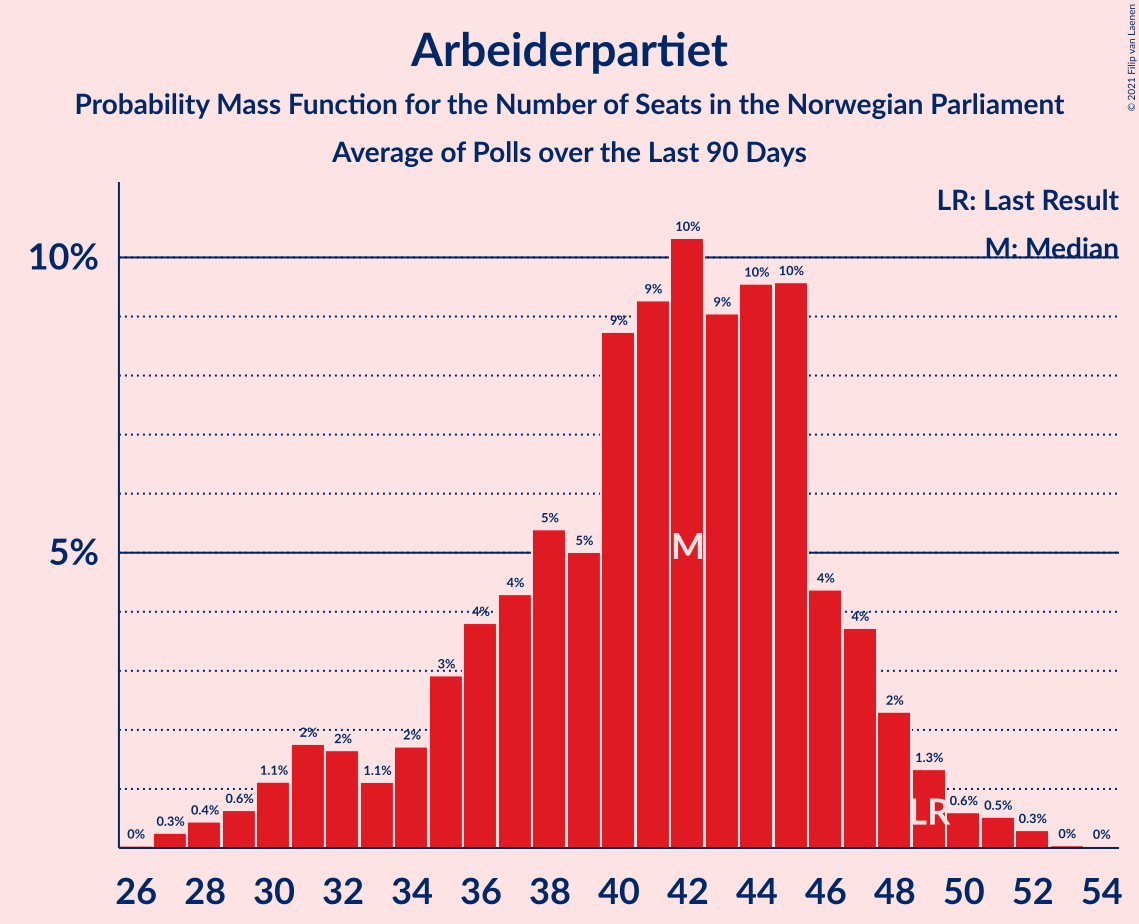 Arbeiderpartiet
Probability Mass Function for the Number of Seats in the Norwegian Parliament
Average of Polls over the Last 90 Days
© 2021 Filip van Laenen
LR: Last Result
M: Median
10%
5%
0% 0.3% 0.4% 0.6% 1.1% 2% 2% 1.1% 2% 3% 4% 4% 5% 5% 9% 9% 10% 9% 10% 10% 4% 4% 2% 1.3% 0.6% 0.5% 0.3% 0% 0%
M
LR
26 28 30 32 34 36 38 40 42 44 46 48 50 52 54